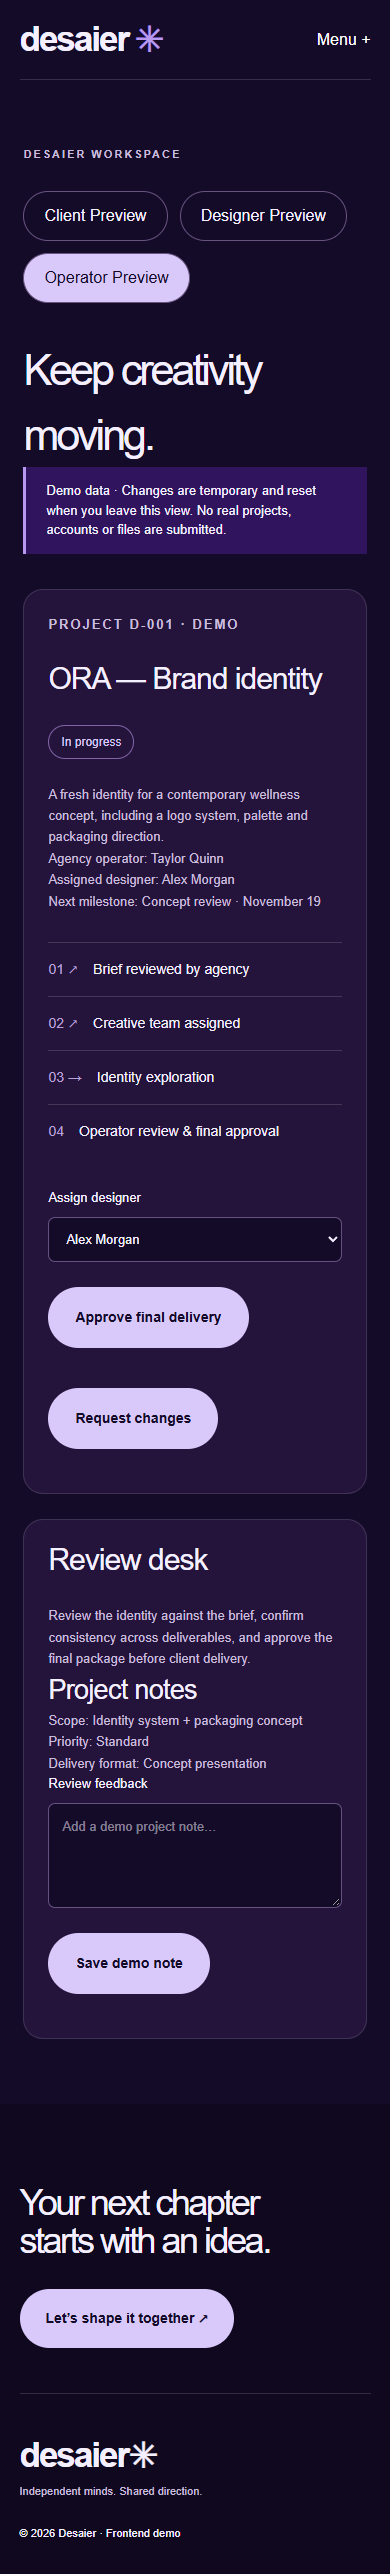 desaier ✳
Menu +
DESAIER WORKSPACE
Client Preview
Designer Preview
Operator Preview
Keep creativity
moving.
Demo data · Changes are temporary and reset
when you leave this view. No real projects,
accounts or files are submitted.
PROJECT D-001 · DEMO
ORA — Brand identity
In progress
A fresh identity for a contemporary wellness
concept, including a logo system, palette and
packaging direction.
Agency operator: Taylor Quinn
Assigned designer: Alex Morgan
Next milestone: Concept review · November 19
01 ↗ Brief reviewed by agency
02 ↗ Creative team assigned
03 → Identity exploration
04 Operator review & final approval
Assign designer
Alex Morgan
Approve final delivery
Request changes
Review desk
Review the identity against the brief, confirm
consistency across deliverables, and approve the
final package before client delivery.
Project notes
Scope: Identity system + packaging concept
Priority: Standard
Delivery format: Concept presentation
Review feedback
Add a demo project note...
Save demo note
Your next chapter
starts with an idea.
Let's shape it together ↗
desaier✳
Independent minds. Shared direction.
© 2026 Desaier · Frontend demo